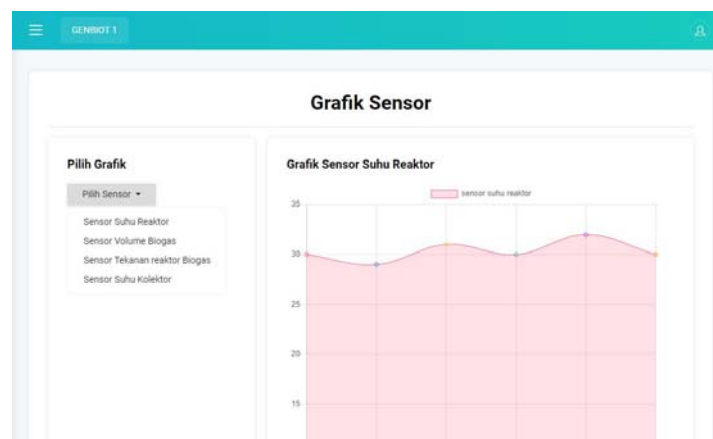 GENBIOT 1
Grafik Sensor
Pilih Grafik
Pilih Sensor
Sensor Suhu Reaktor
Sensor Volume Biogas
Sensor Tekanan reaktor Biogas
Sensor Suhu Kolektor
Grafik Sensor Suhu Reaktor
sensor suhu reaktor
35
30
25
20
15